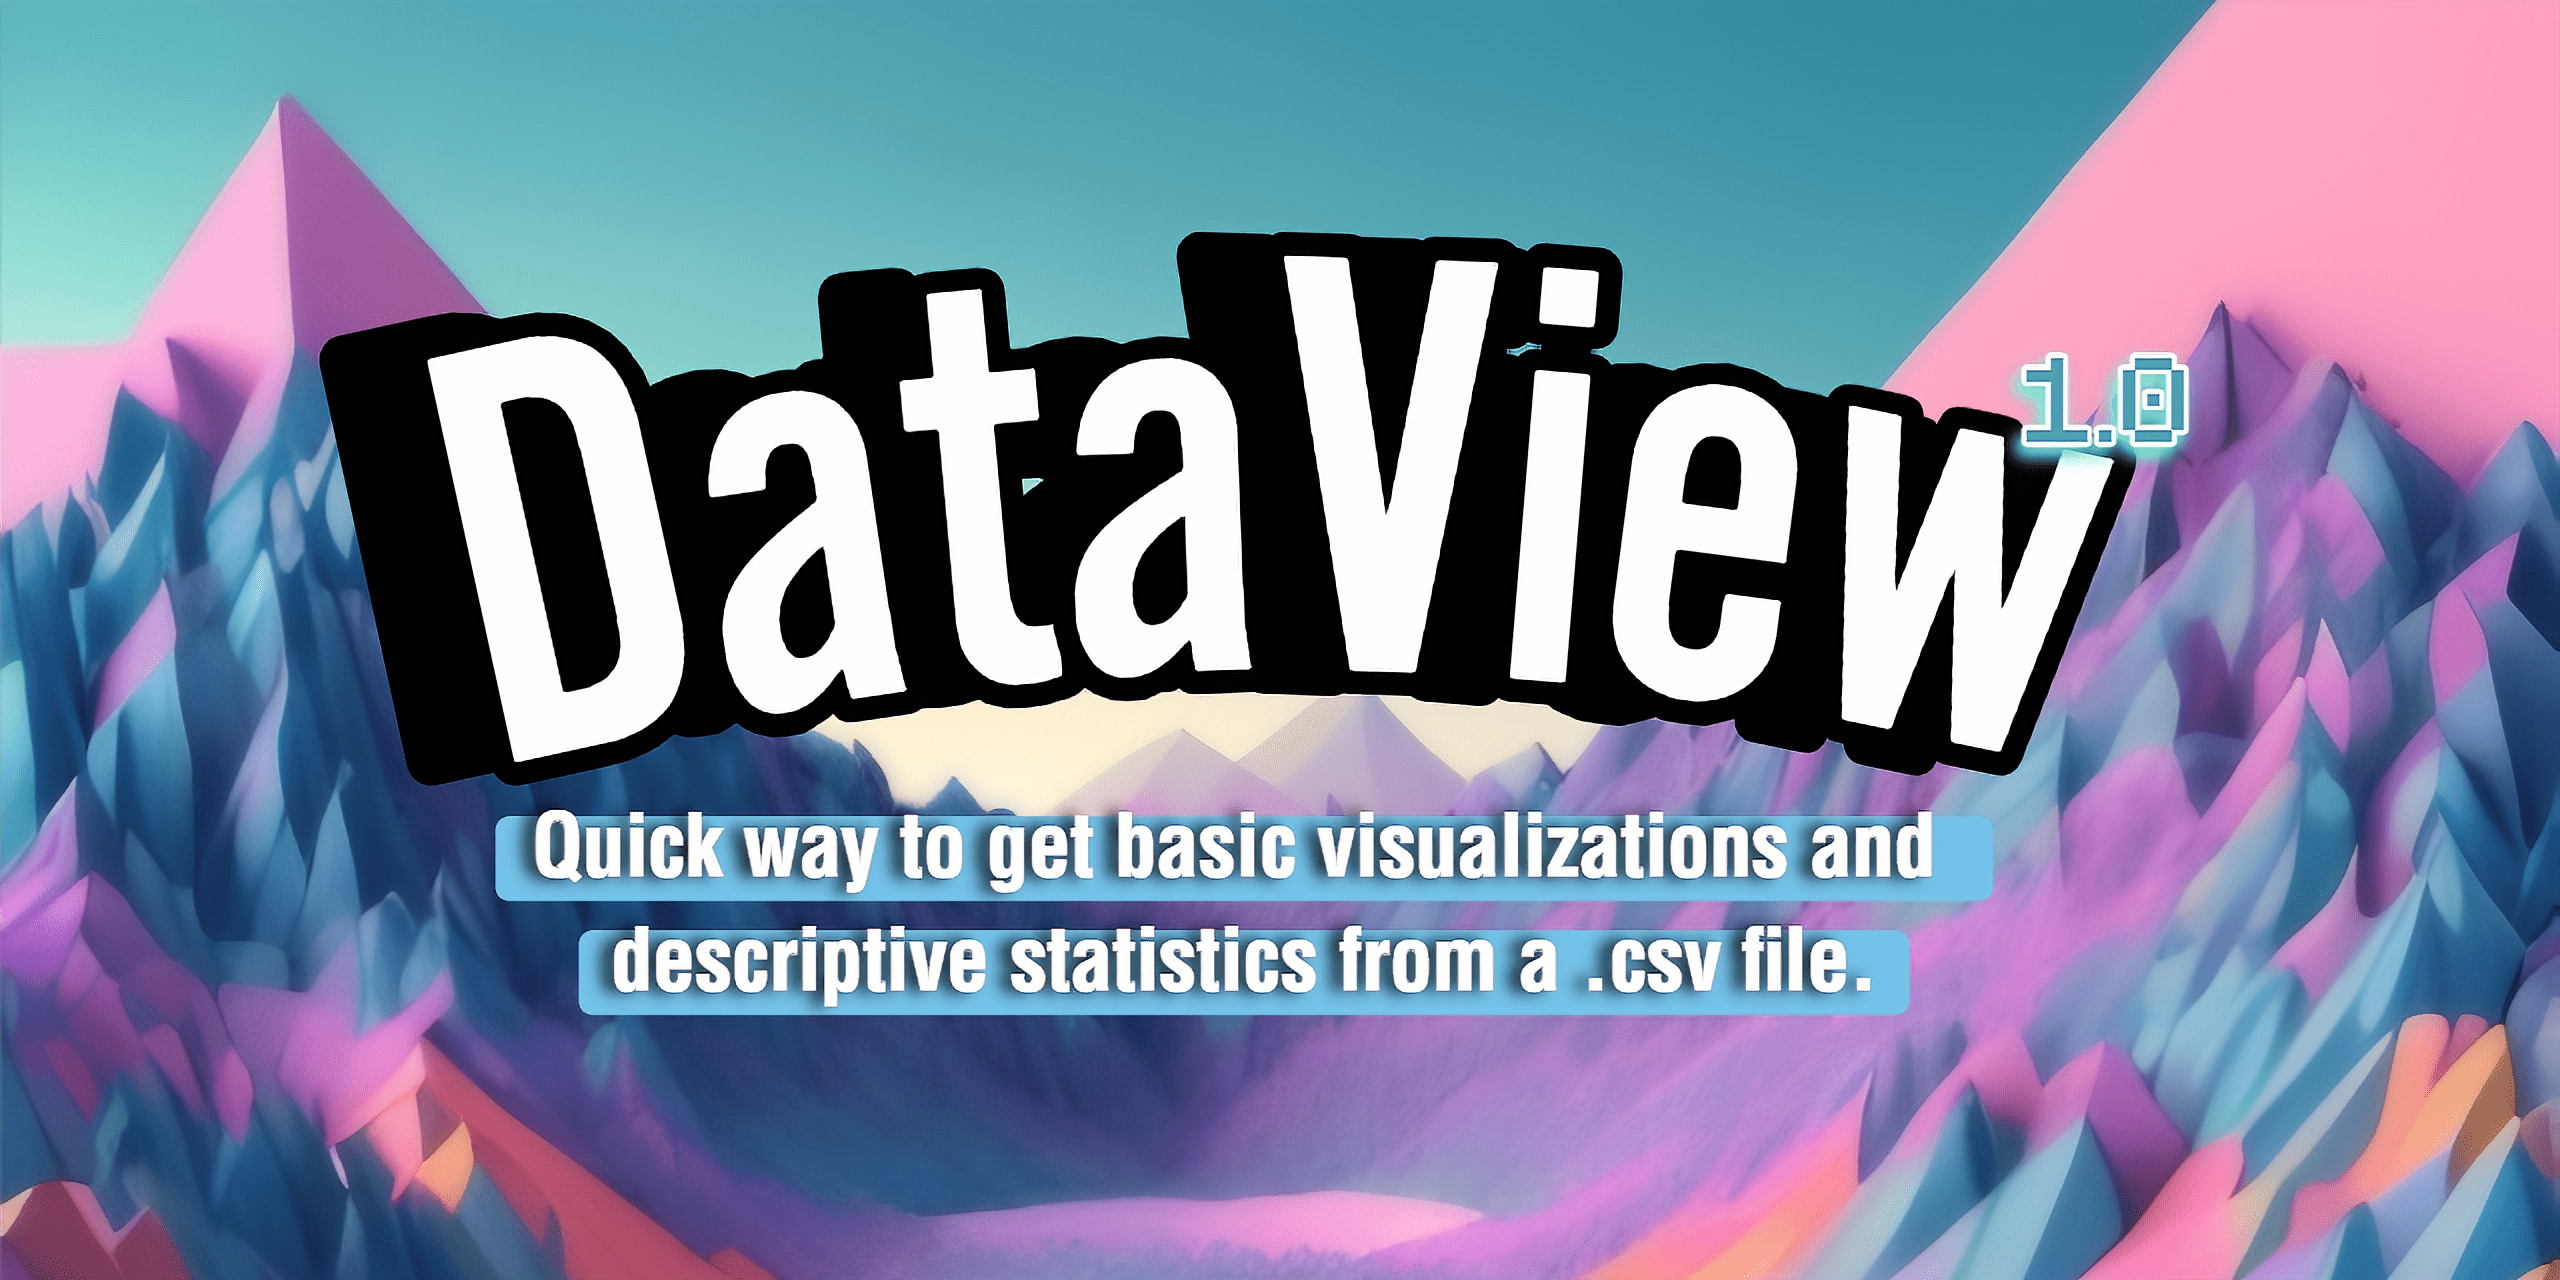 DataView
1.0
Quick way to get basic visualizations and
descriptive statistics from a .csv file.